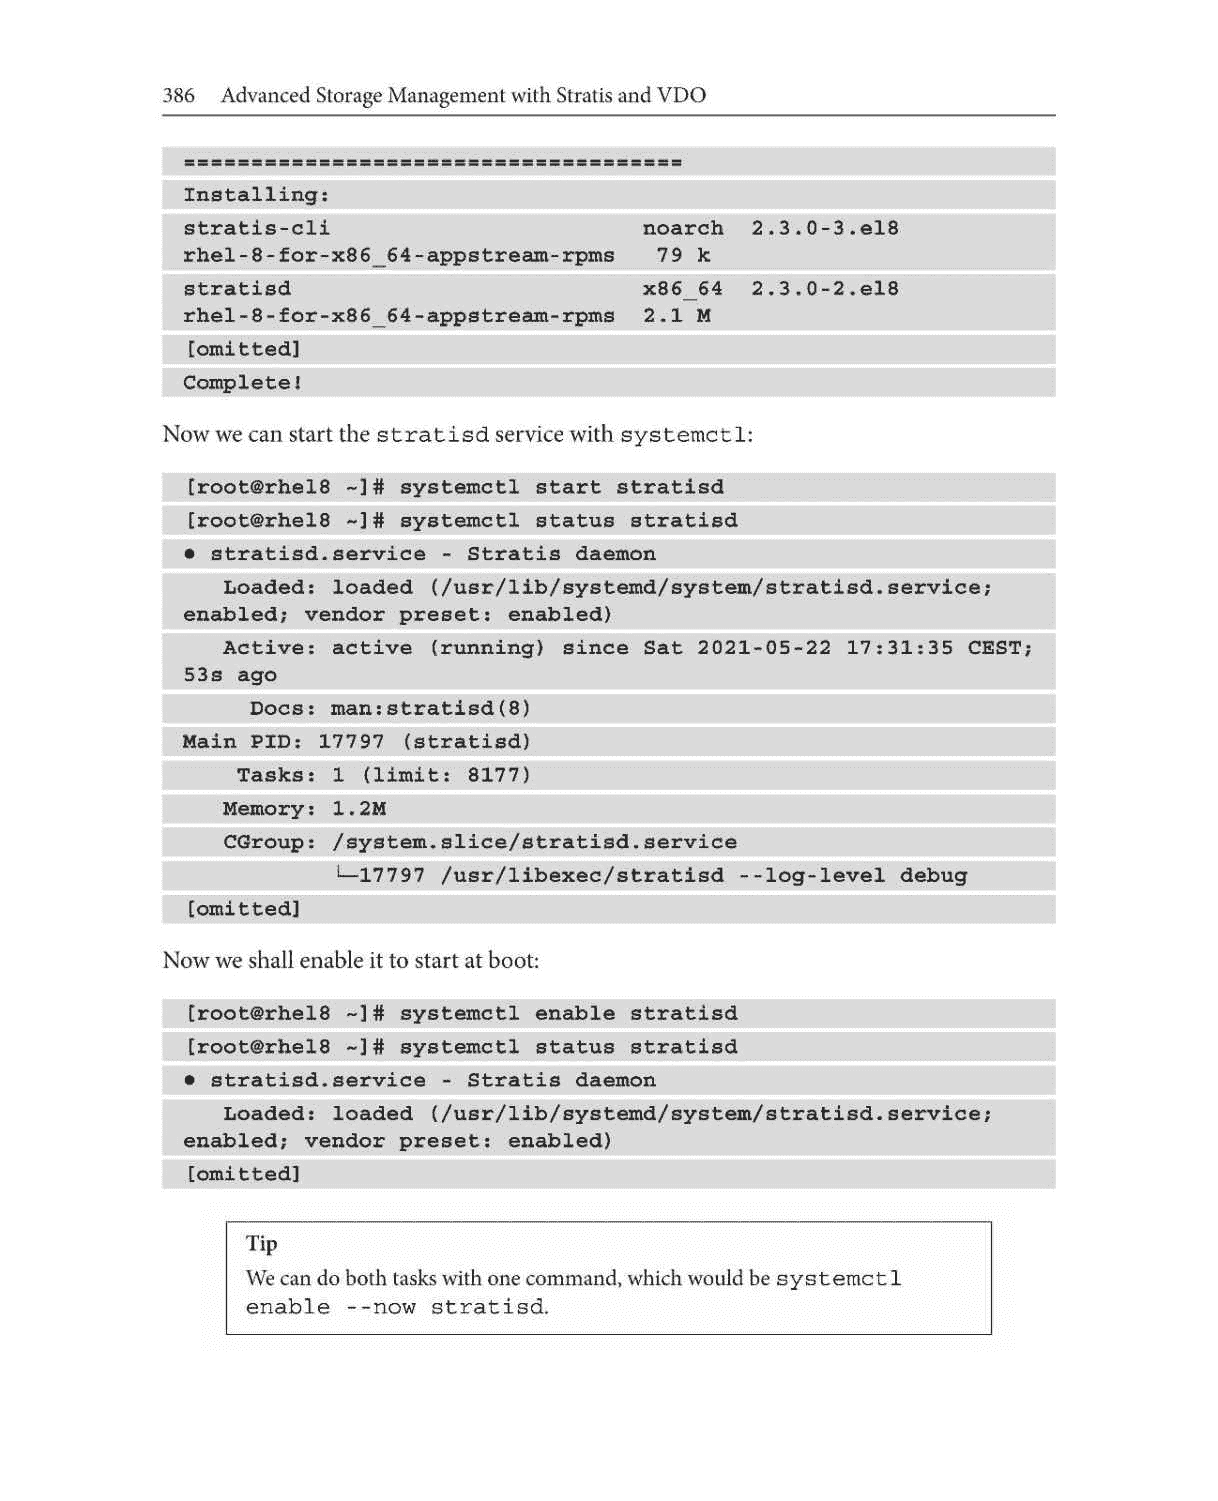 386 Advanced Storage Management with Stratis and VDO
=====================================
Installing:
stratis-cli noarch 2.3.0-3.el8
rhel-8-for-x86_64-appstream-rpms 79 k
stratisd x86_64 2.3.0-2.el8
rhel-8-for-x86_64-appstream-rpms 2.1 M
[omitted]
Complete!
Now we can start the stratisd service with systemctl:
[root@rhel8 ~]# systemctl start stratisd
[root@rhel8 ~]# systemctl status stratisd
● stratisd.service - Stratis daemon
Loaded: loaded (/usr/lib/systemd/system/stratisd.service;
enabled; vendor preset: enabled)
Active: active (running) since Sat 2021-05-22 17:31:35 CEST;
53s ago
Docs: man:stratisd(8)
Main PID: 17797 (stratisd)
Tasks: 1 (limit: 8177)
Memory: 1.2M
CGroup: /system.slice/stratisd.service
└─17797 /usr/libexec/stratisd --log-level debug
[omitted]
Now we shall enable it to start at boot:
[root@rhel8 ~]# systemctl enable stratisd
[root@rhel8 ~]# systemctl status stratisd
● stratisd.service - Stratis daemon
Loaded: loaded (/usr/lib/systemd/system/stratisd.service;
enabled; vendor preset: enabled)
[omitted]
Tip
We can do both tasks with one command, which would be systemctl
enable --now stratisd.